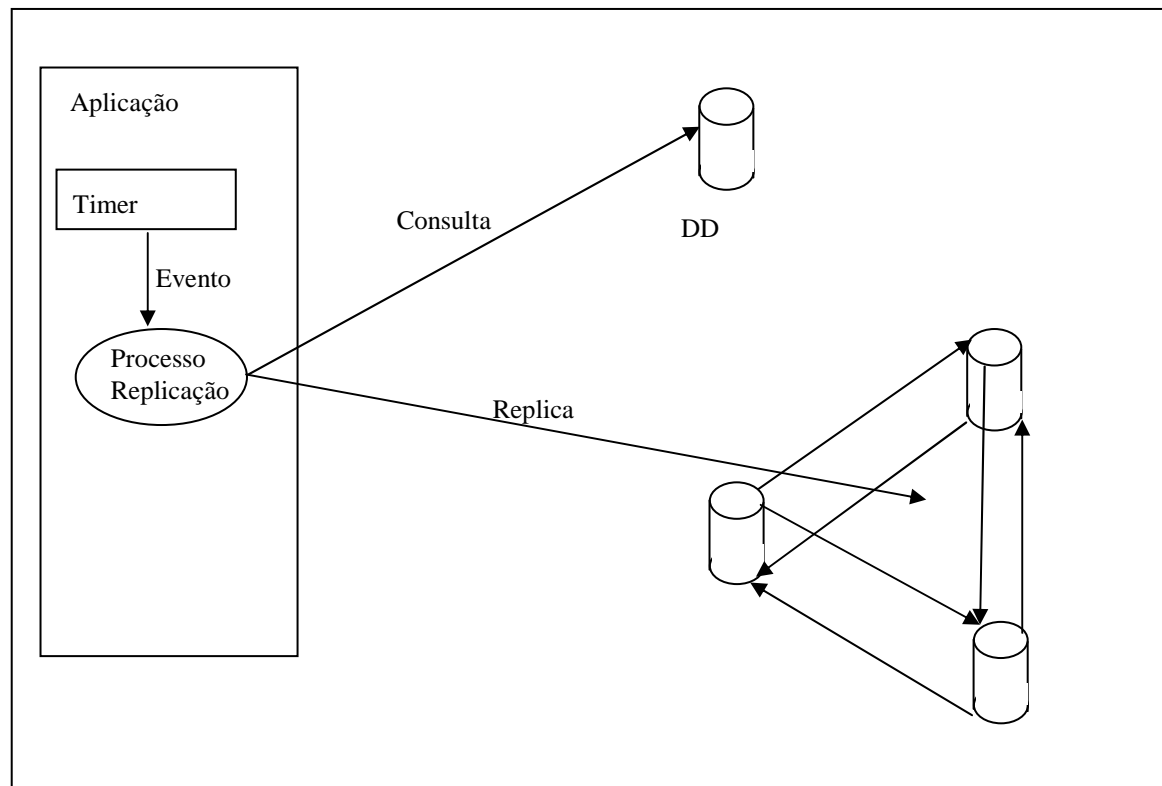 Aplicação
Timer
Consulta
DD
Evento
Processo
Replicação
Replica